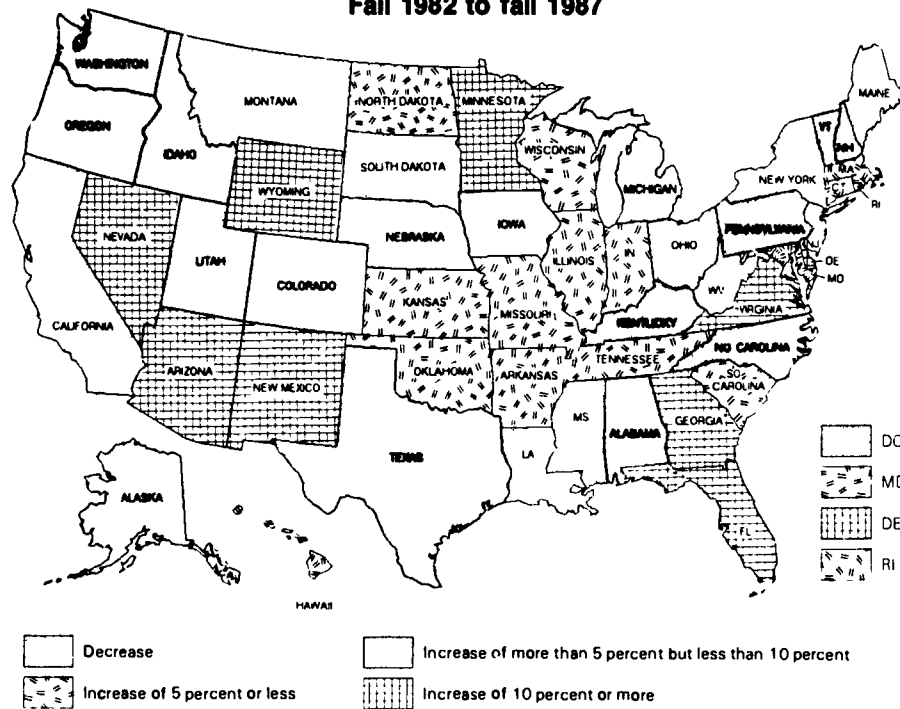 Fall 1982 to fall 1987
WASHINGTON
MONTANA
NORTH DAKOTA
MINNESOTA
MAINE
OREGON
IDAHO
SOUTH DAKOTA
WISCONSIN
MICHIGAN
VT
NH
NEW YORK
MA
CT
RI
WYOMING
NEBRASKA
IOWA
PENNSYLVANIA
NEVADA
UTAH
COLORADO
ILLINOIS
IN
OHIO
WV
DE
MD
CALIFORNIA
KANSAS
MISSOURI
KENTUCKY
VIRGINIA
ARIZONA
NEW MEXICO
OKLAHOMA
ARKANSAS
TENNESSEE
NO CAROLINA
SO
CAROLINA
TEXAS
LA
MS
ALABAMA
GEORGIA
FL
ALASKA
HAWAII
DC
MD
DE
RI
Decrease
Increase of more than 5 percent but less than 10 percent
Increase of 5 percent or less
Increase of 10 percent or more